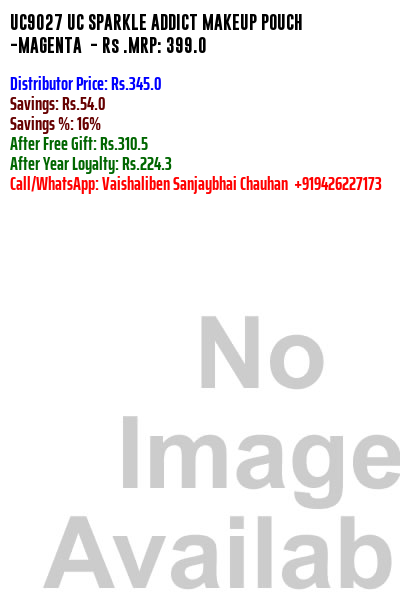 UC9027 UC SPARKLE ADDICT MAKEUP POUCH
-MAGENTA - Rs .MRP: 399.0
Distributor Price: Rs.345.0
Savings: Rs.54.0
Savings %: 16%
After Free Gift: Rs.310.5
After Year Loyalty: Rs.224.3
Call/WhatsApp: Vaishaliben Sanjaybhai Chauhan +919426227173
No
Image
Availab